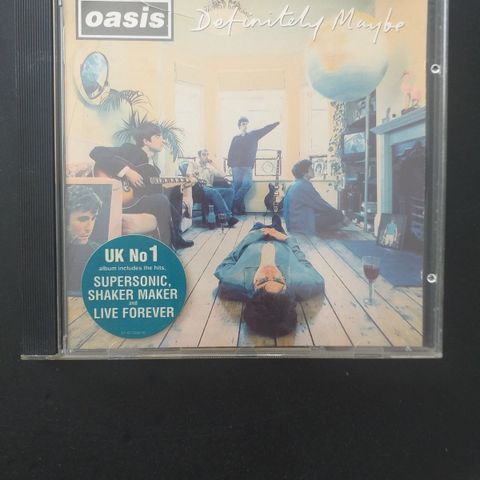 oasis
Definitely Maybe
UK No1
album includes the hits,
SUPERSONIC,
SHAKER MAKER
and
LIVE FOREVER